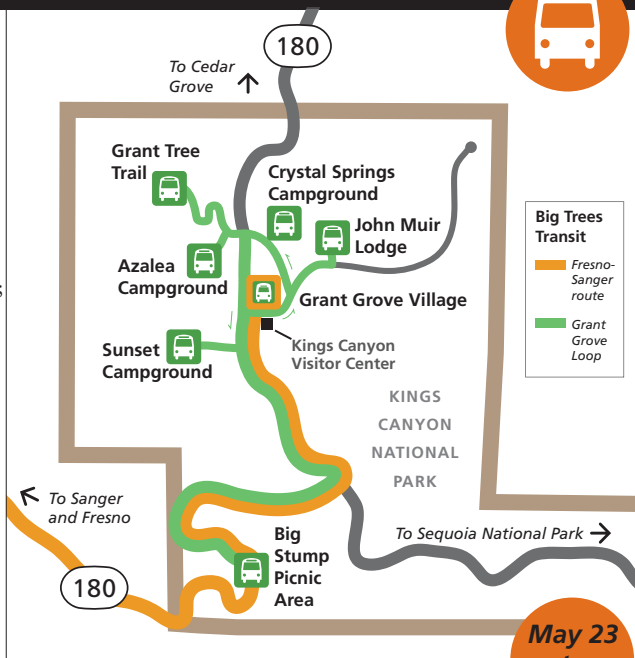 180
To Cedar
Grove
Grant Tree
Trail
Crystal Springs
Campground
John Muir
Lodge
Azalea
Campground
Grant Grove Village
Kings Canyon
Visitor Center
Sunset
Campground
KINGS
CANYON
NATIONAL
PARK
Big Trees
Transit
Fresno-
Sanger
route
Grant
Grove
Loop
To Sanger
and Fresno
To Sequoia National Park
Big
Stump
Picnic
Area
180
May 23